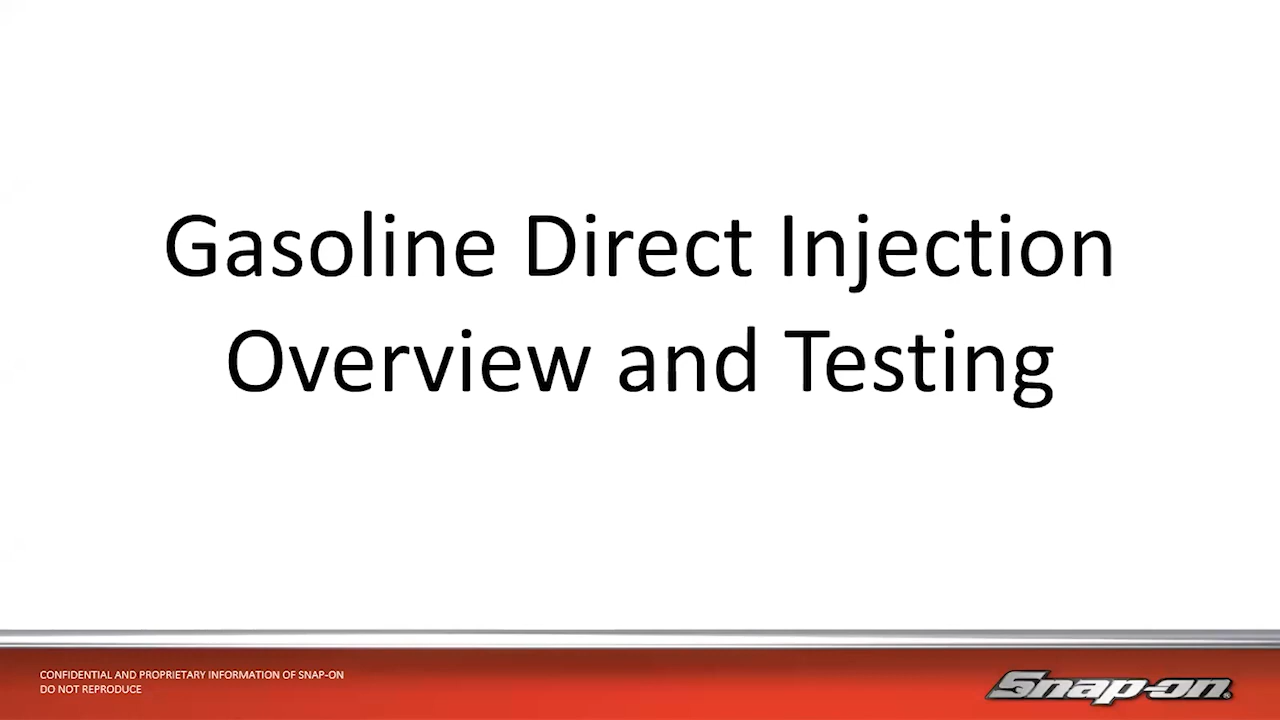 Gasoline Direct Injection
Overview and Testing
CONFIDENTIAL AND PROPRIETARY INFORMATION OF SNAP-ON
DO NOT REPRODUCE
Snap-on®